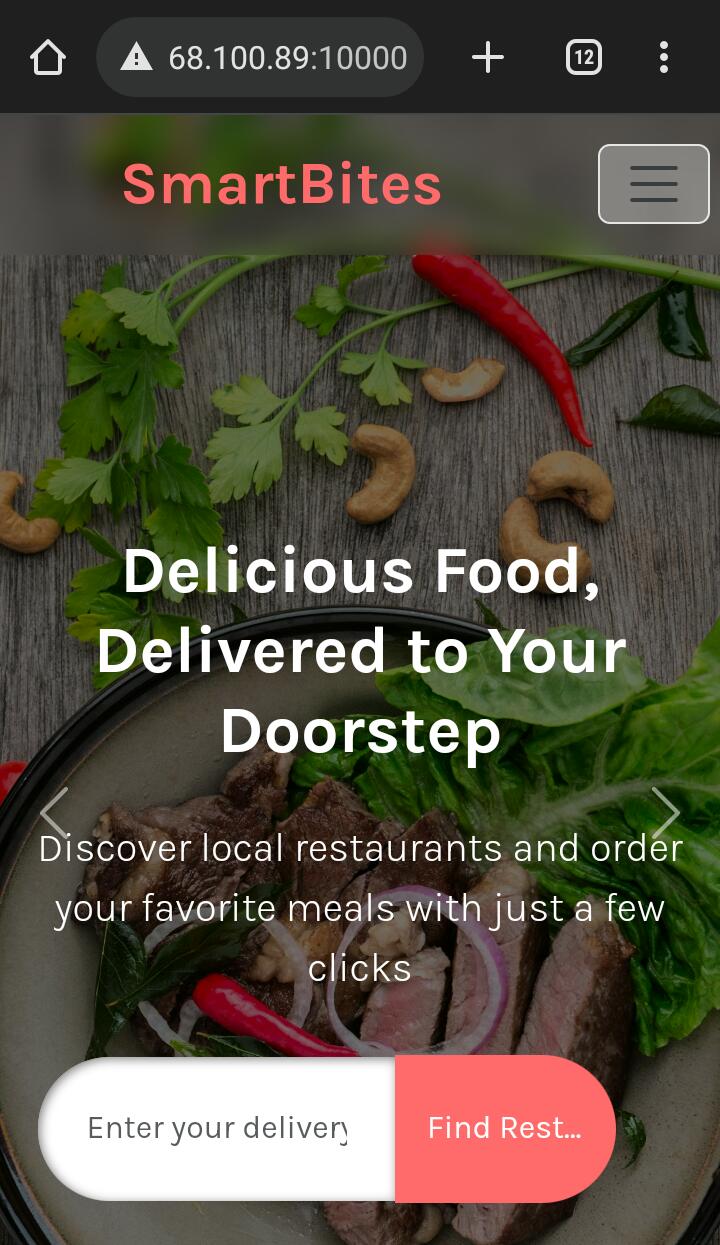 68.100.89:10000
12
SmartBites
Delicious Food,
Delivered to Your
Doorstep
Discover local restaurants and order
your favorite meals with just a few
clicks
Enter your delivery
Find Rest...